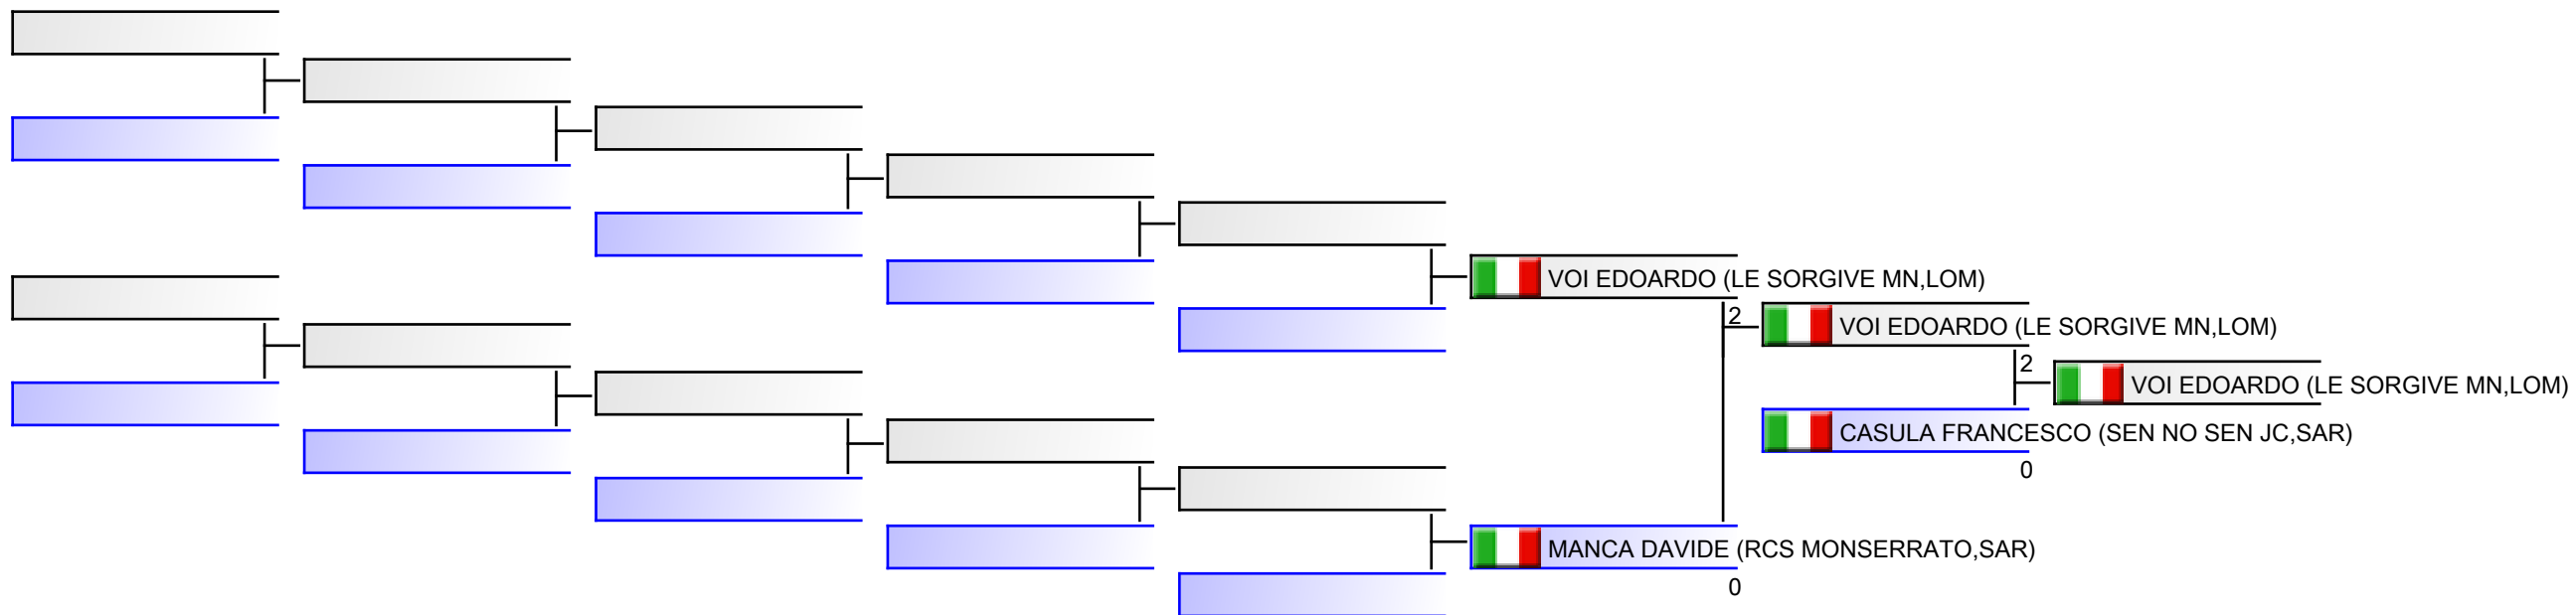 VOI EDOARDO (LE SORGIVE MN,LOM)
2
VOI EDOARDO (LE SORGIVE MN,LOM)
2
VOI EDOARDO (LE SORGIVE MN,LOM)
CASULA FRANCESCO (SEN NO SEN JC,SAR)
0
MANCA DAVIDE (RCS MONSERRATO,SAR)
0